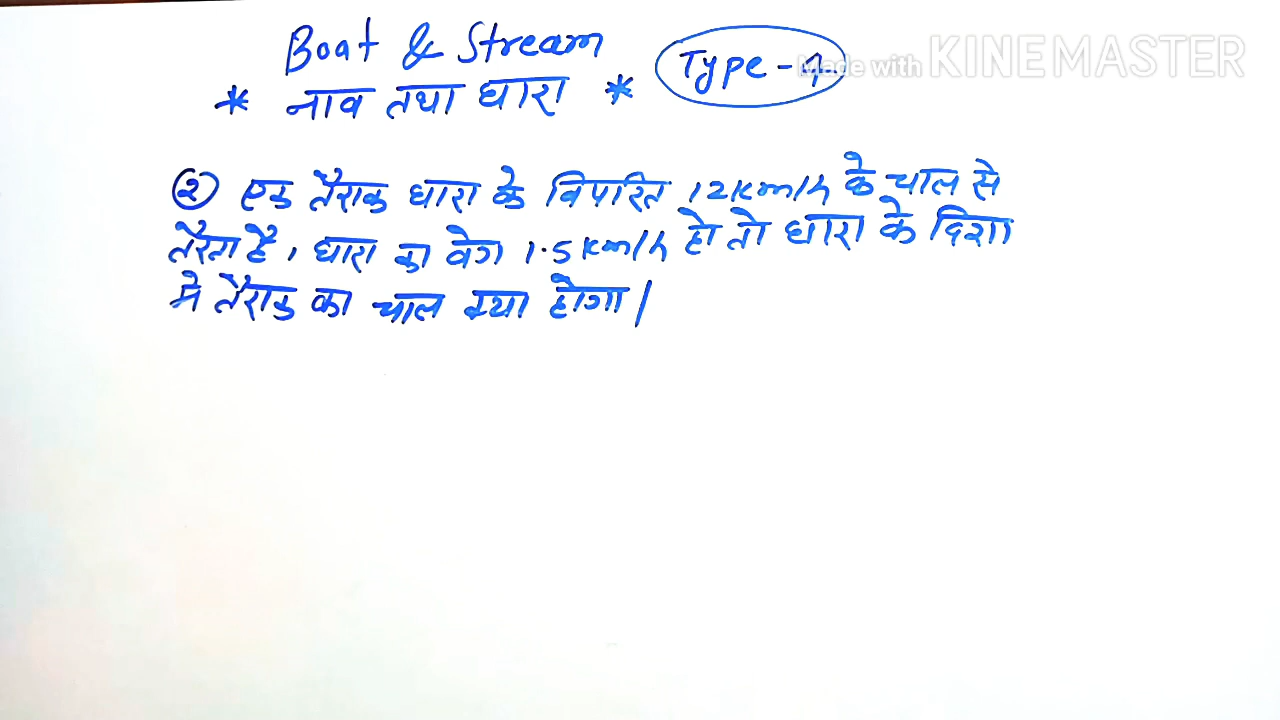 Boat & Stream
Type-1
Made with KINEMASTER
* नाव तथा धारा *
(2) एक तैराक धारा के विपरित 12km/h के चाल से
तैरता है, धारा का वेग 1.5km/h हो तो धारा के दिशा
मे तैराक का चाल क्या होगा।